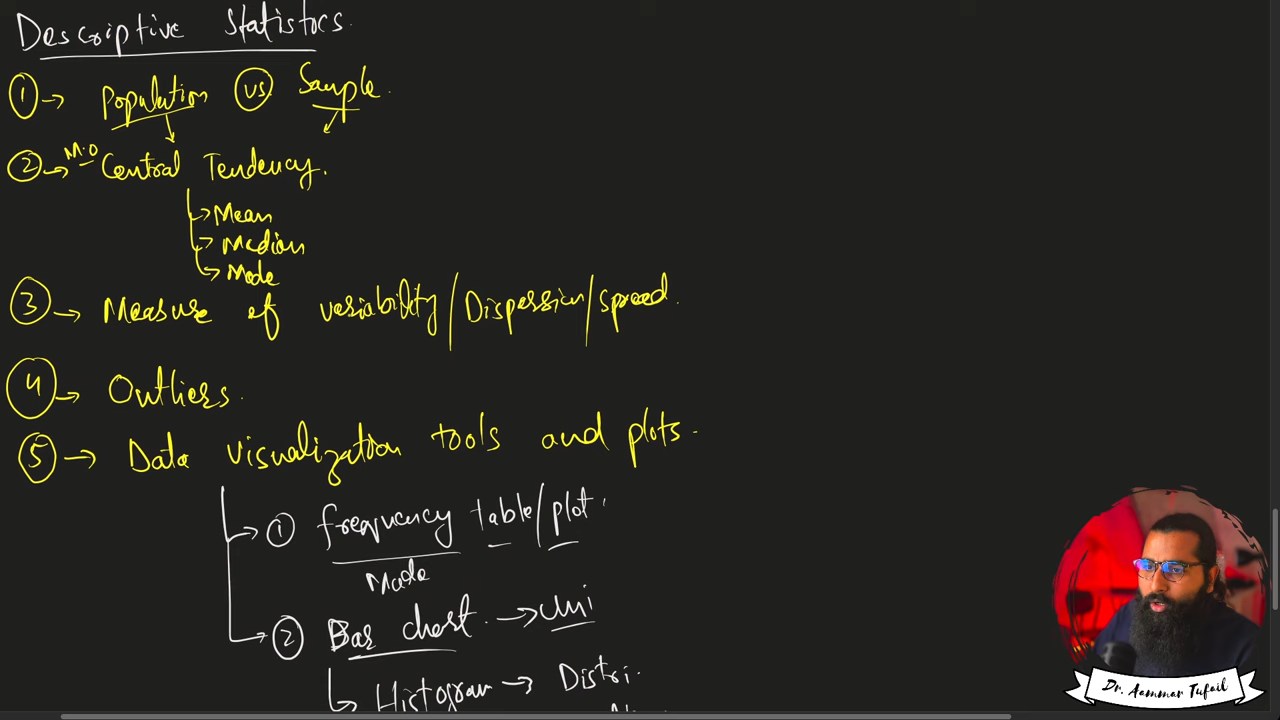 Descriptive Statistics.
① → Population vs Sample.
② → M.O Central Tendency.
→ Mean
→ Median
→ Mode
③ → Measure of variability/Dispersion/spread.
④ → Outliers.
⑤ → Data visualization tools and plots.
① frequency table/plot.
Mode
② Bar chart. → Uni
Histogram → Distri.
Dr. Aammar Tufail